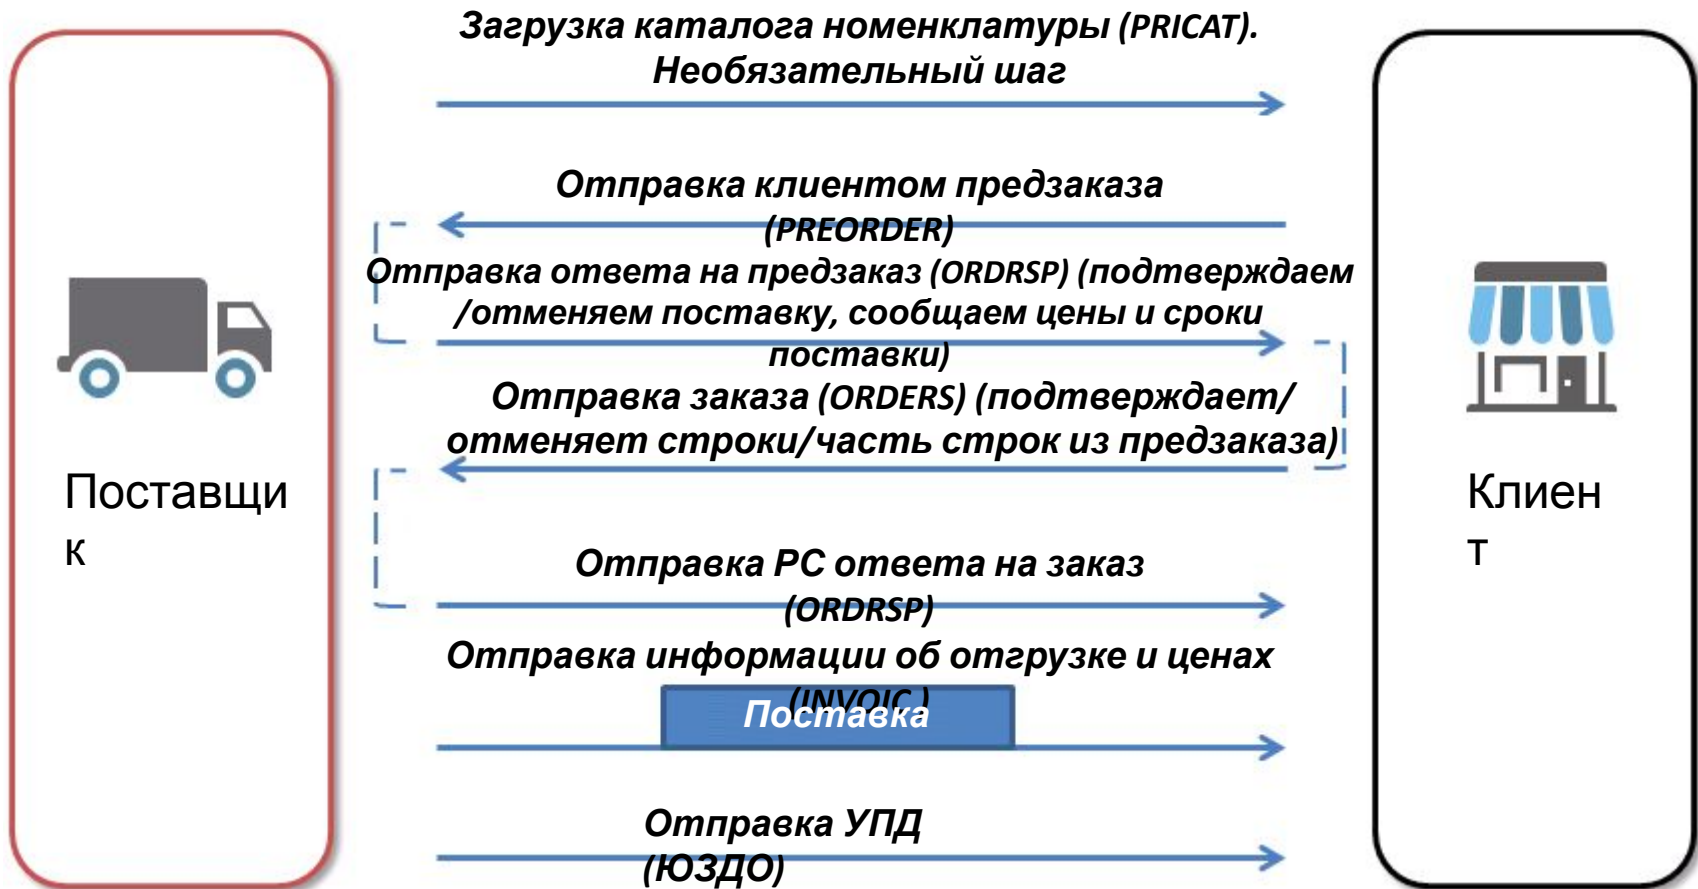 Загрузка каталога номенклатуры (PRICAT).
Необязательный шаг
Отправка клиентом предзаказа
(PREORDER)
Отправка ответа на предзаказ (ORDRSP) (подтверждаем
/отменяем поставку, сообщаем цены и сроки
поставки)
Отправка заказа (ORDERS) (подтверждает/
отменяет строки/часть строк из предзаказа)
Поставщи
к
Клиен
т
Отправка РС ответа на заказ
(ORDRSP)
Отправка информации об отгрузке и ценах
(INVOIC )
Поставка
Отправка УПД
(ЮЗДО)